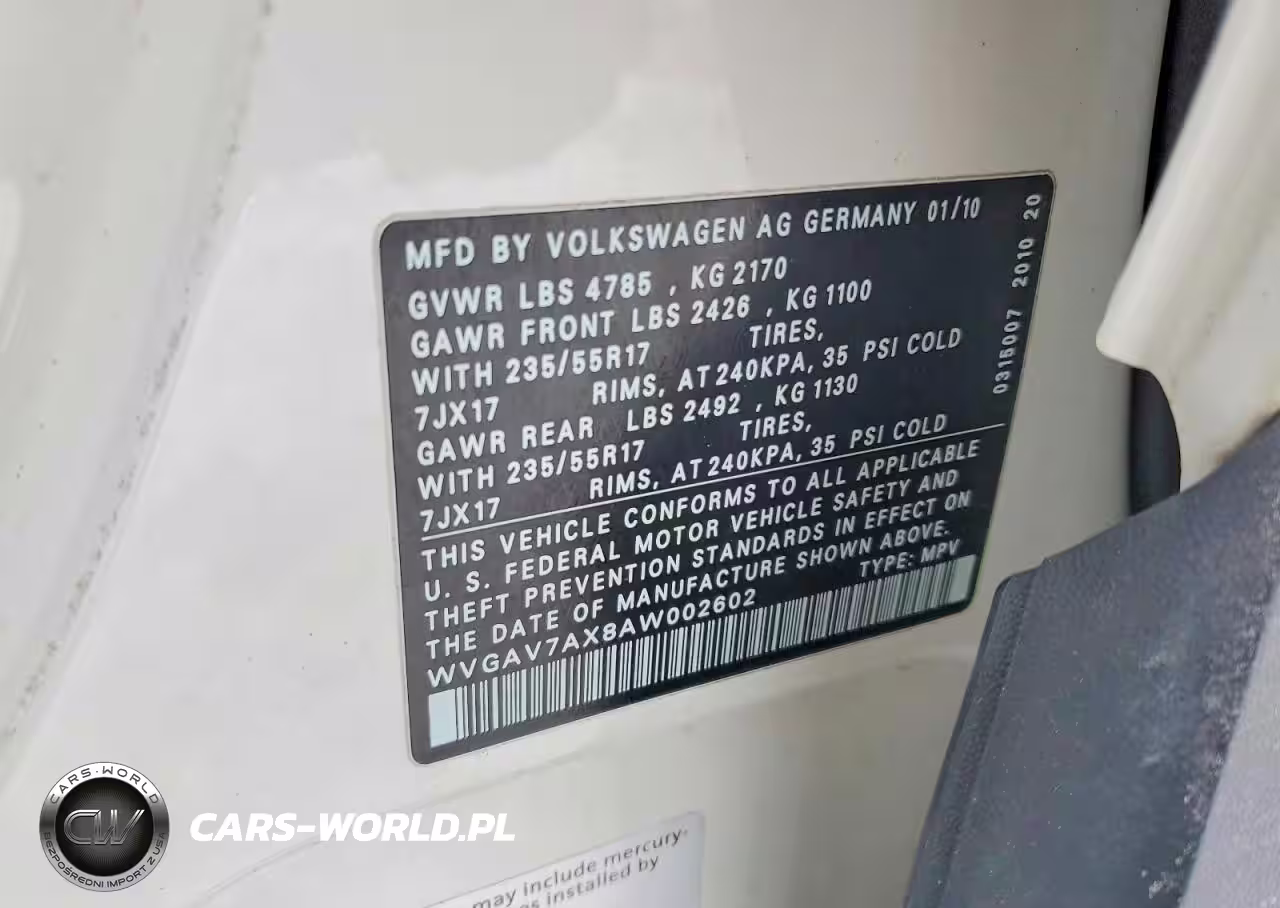 MFD BY VOLKSWAGEN AG GERMANY 01/10
GVWR LBS 4785 , KG 2170
GAWR FRONT LBS 2426 , KG 1100
WITH 235/55R17 TIRES,
7JX17 RIMS, AT 240KPA, 35 PSI COLD
GAWR REAR LBS 2492 , KG 1130
WITH 235/55R17 TIRES,
7JX17 RIMS, AT 240KPA, 35 PSI COLD
THIS VEHICLE CONFORMS TO ALL APPLICABLE
U. S. FEDERAL MOTOR VEHICLE SAFETY AND
THEFT PREVENTION STANDARDS IN EFFECT ON
THE DATE OF MANUFACTURE SHOWN ABOVE.
WVGAV7AX8AW002602 TYPE: MPV
0315007 2010 20
may include mercury.
installed by
CARS-WORLD
CW
BEZPOŚREDNI IMPORT Z USA
CARS-WORLD.PL